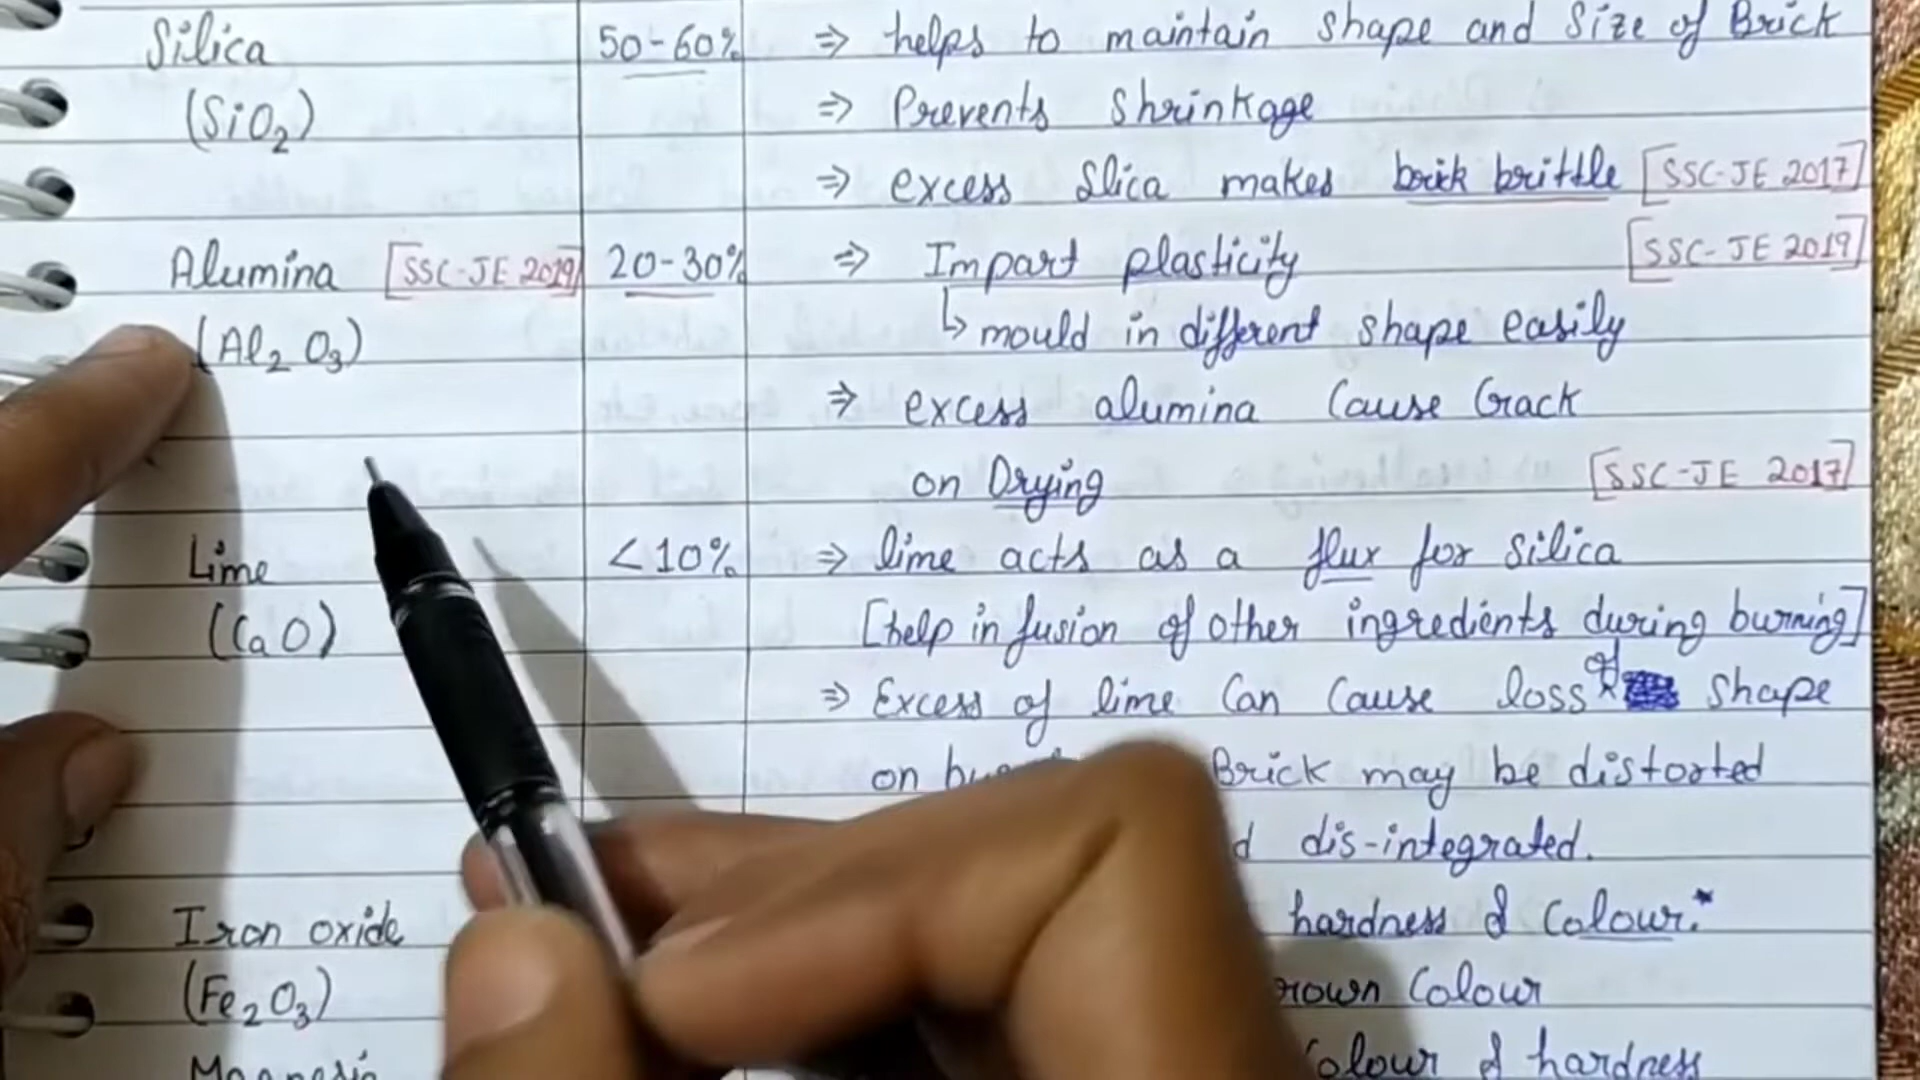 Silica 50-60% ⇒ helps to maintain shape and size of Brick
(SiO₂) ⇒ Prevents shrinkage
⇒ excess slica makes brick brittle [SSC-JE 2017]
Alumina [SSC-JE 2019] 20-30% ⇒ Impart plasticity [SSC-JE 2019]
(Al₂O₃) ↳ mould in different shape easily
⇒ excess alumina Cause Crack
on Drying [SSC-JE 2017]
Lime <10% ⇒ lime acts as a flux for silica
(CaO) [help in fusion of other ingredients during burning]
⇒ Excess of lime Can Cause loss of shape
on Brick may be distorted
dis-integrated.
Iron oxide hardness & Colour.*
(Fe₂O₃) Colour
Magnesia & hardness